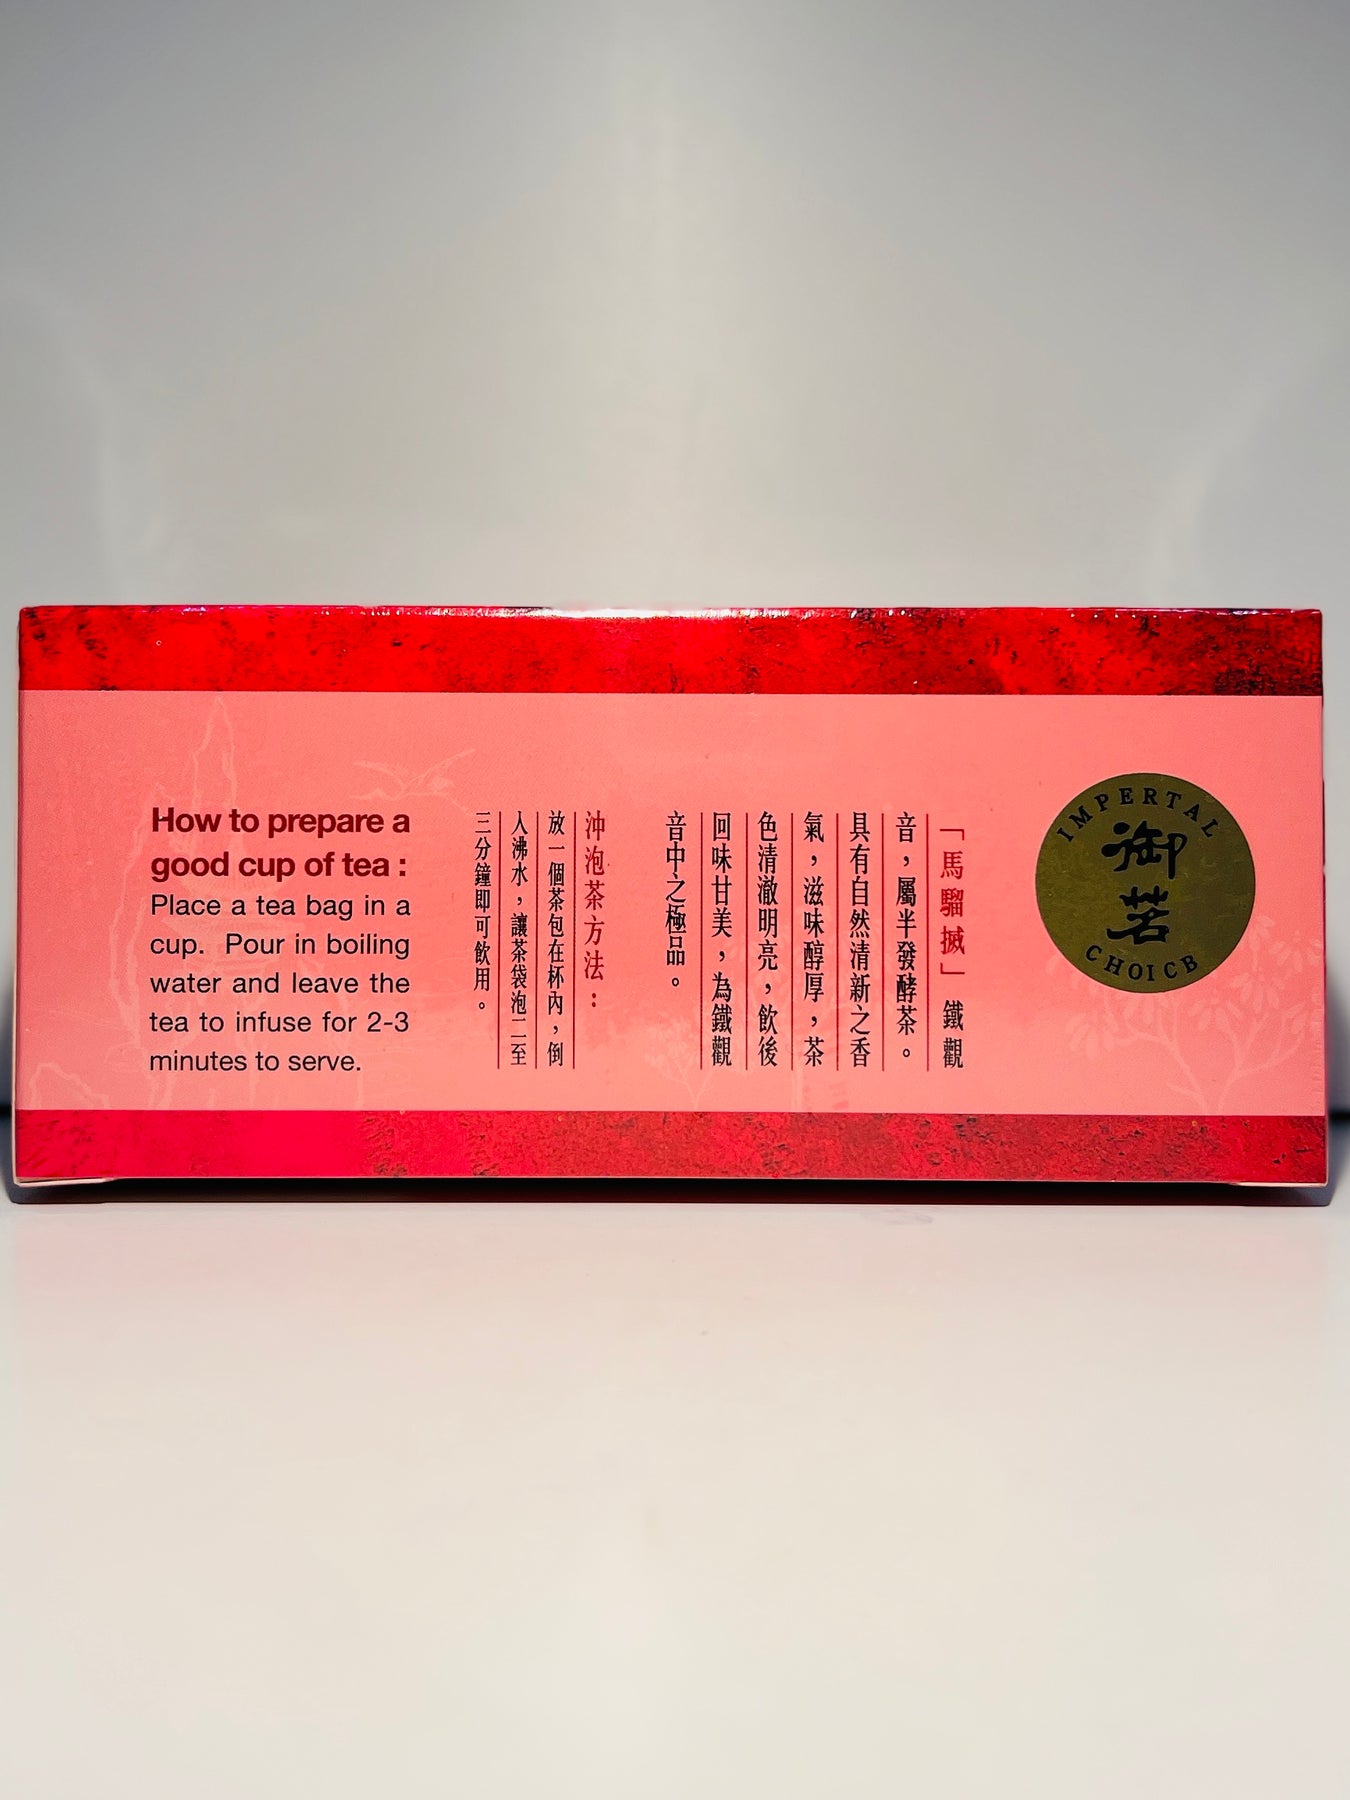 How to prepare a
good cup of tea :
Place a tea bag in a
cup. Pour in boiling
water and leave the
tea to infuse for 2-3
minutes to serve.
沖泡茶方法：
放一個茶包在杯內，倒
入沸水，讓茶袋泡二至
三分鐘即可飲用。
「馬騮搣」鐵觀
音，屬半發酵茶。
具有自然清新之香
氣，滋味醇厚，茶
色清澈明亮，飲後
回味甘美，為鐵觀
音中之極品。
IMPERTAL
御茗
CHOICB